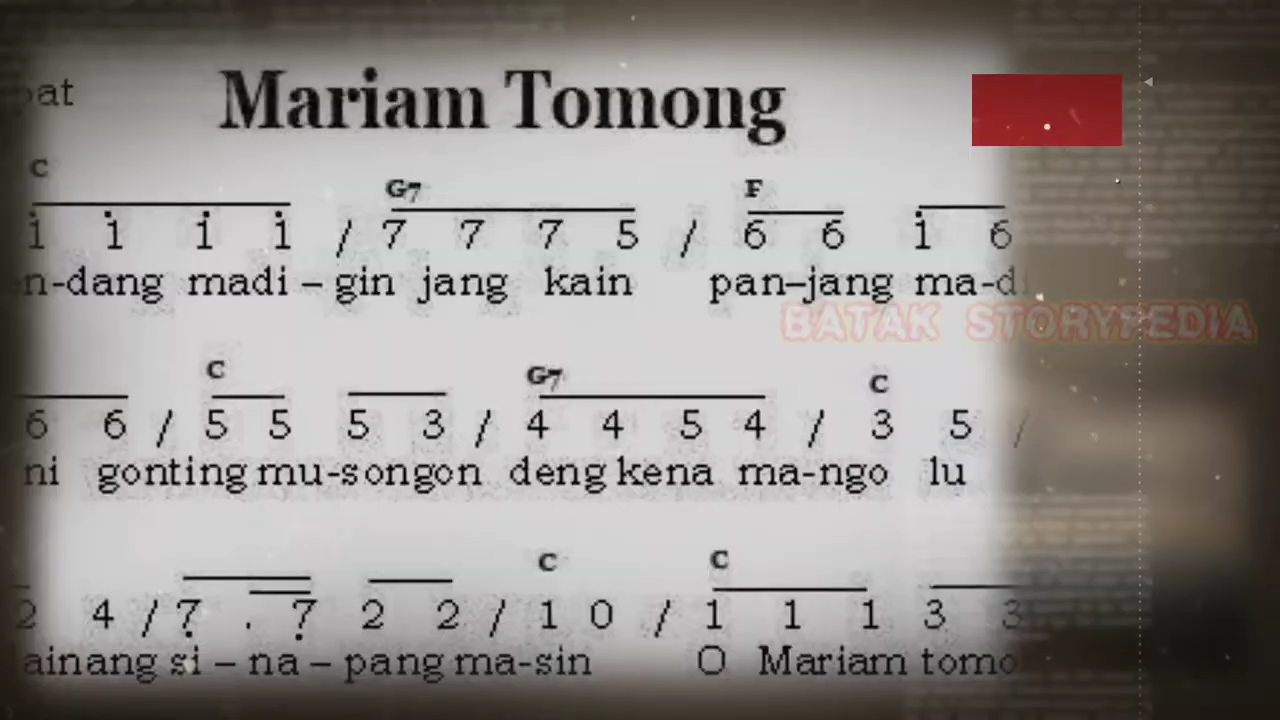 Mariam Tomong
C G7 F
i i i i / 7 7 7 5 / 6 6 i 6
n-dang madi – gin jang kain pan–jang ma-d
BATAK STORYPEDIA
C G7 C
6 6 / 5 5 5 3 / 4 4 5 4 / 3 5 /
ni gonting mu-songon deng kena ma-ngo lu
C C
2 4 / 7̣ . 7̣ 2 2 / 1 0 / 1 1 1 3 3
ainang si – na – pang ma-sin O Mariam tomo